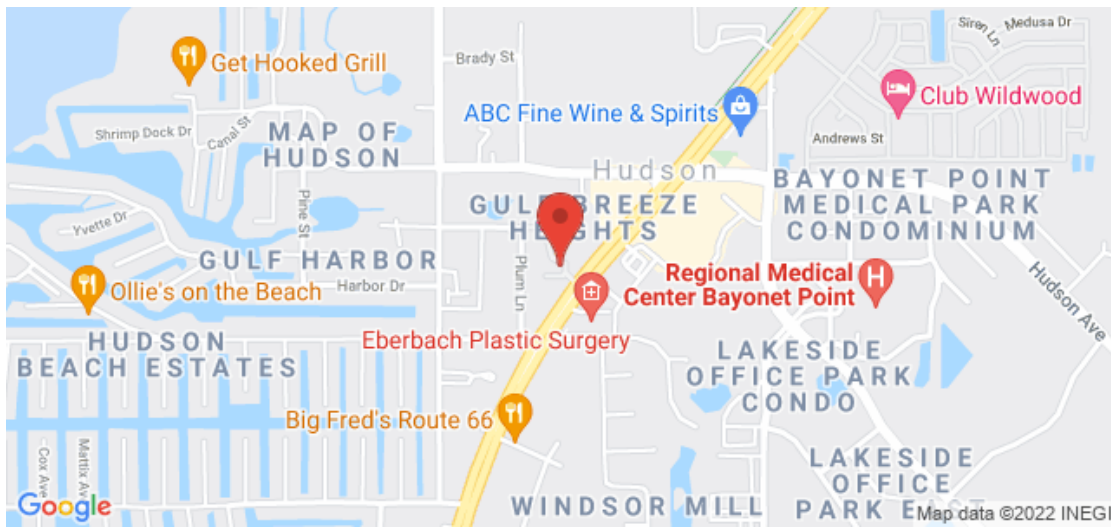 Siren Ln
Medusa Dr
Get Hooked Grill
Brady St
Club Wildwood
ABC Fine Wine & Spirits
Shrimp Dock Dr
Canal St
MAP OF
HUDSON
Andrews St
Hudson
Pine St
BAYONET POINT
MEDICAL PARK
CONDOMINIUM
GULF BREEZE
HEIGHTS
Yvette Dr
GULF HARBOR
Plum Ln
Hudson Ave
Regional Medical
Center Bayonet Point
H
Ollie's on the Beach
Harbor Dr
Eberbach Plastic Surgery
HUDSON
BEACH ESTATES
LAKESIDE
OFFICE PARK
CONDO
Big Fred's Route 66
Cox Ave
Mattix Av
LAKESIDE
OFFICE
PARK EAST
WINDSOR MILL
Google
Map data ©2022 INEGI